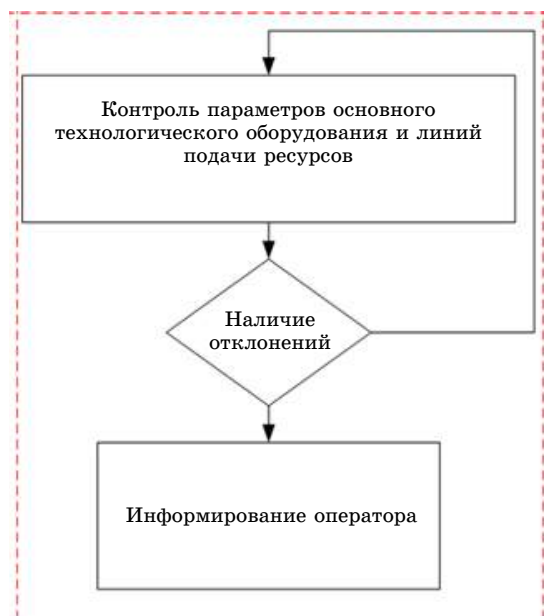 Контроль параметров основного
технологического оборудования и линий
подачи ресурсов
Наличие
отклонений
Информирование оператора